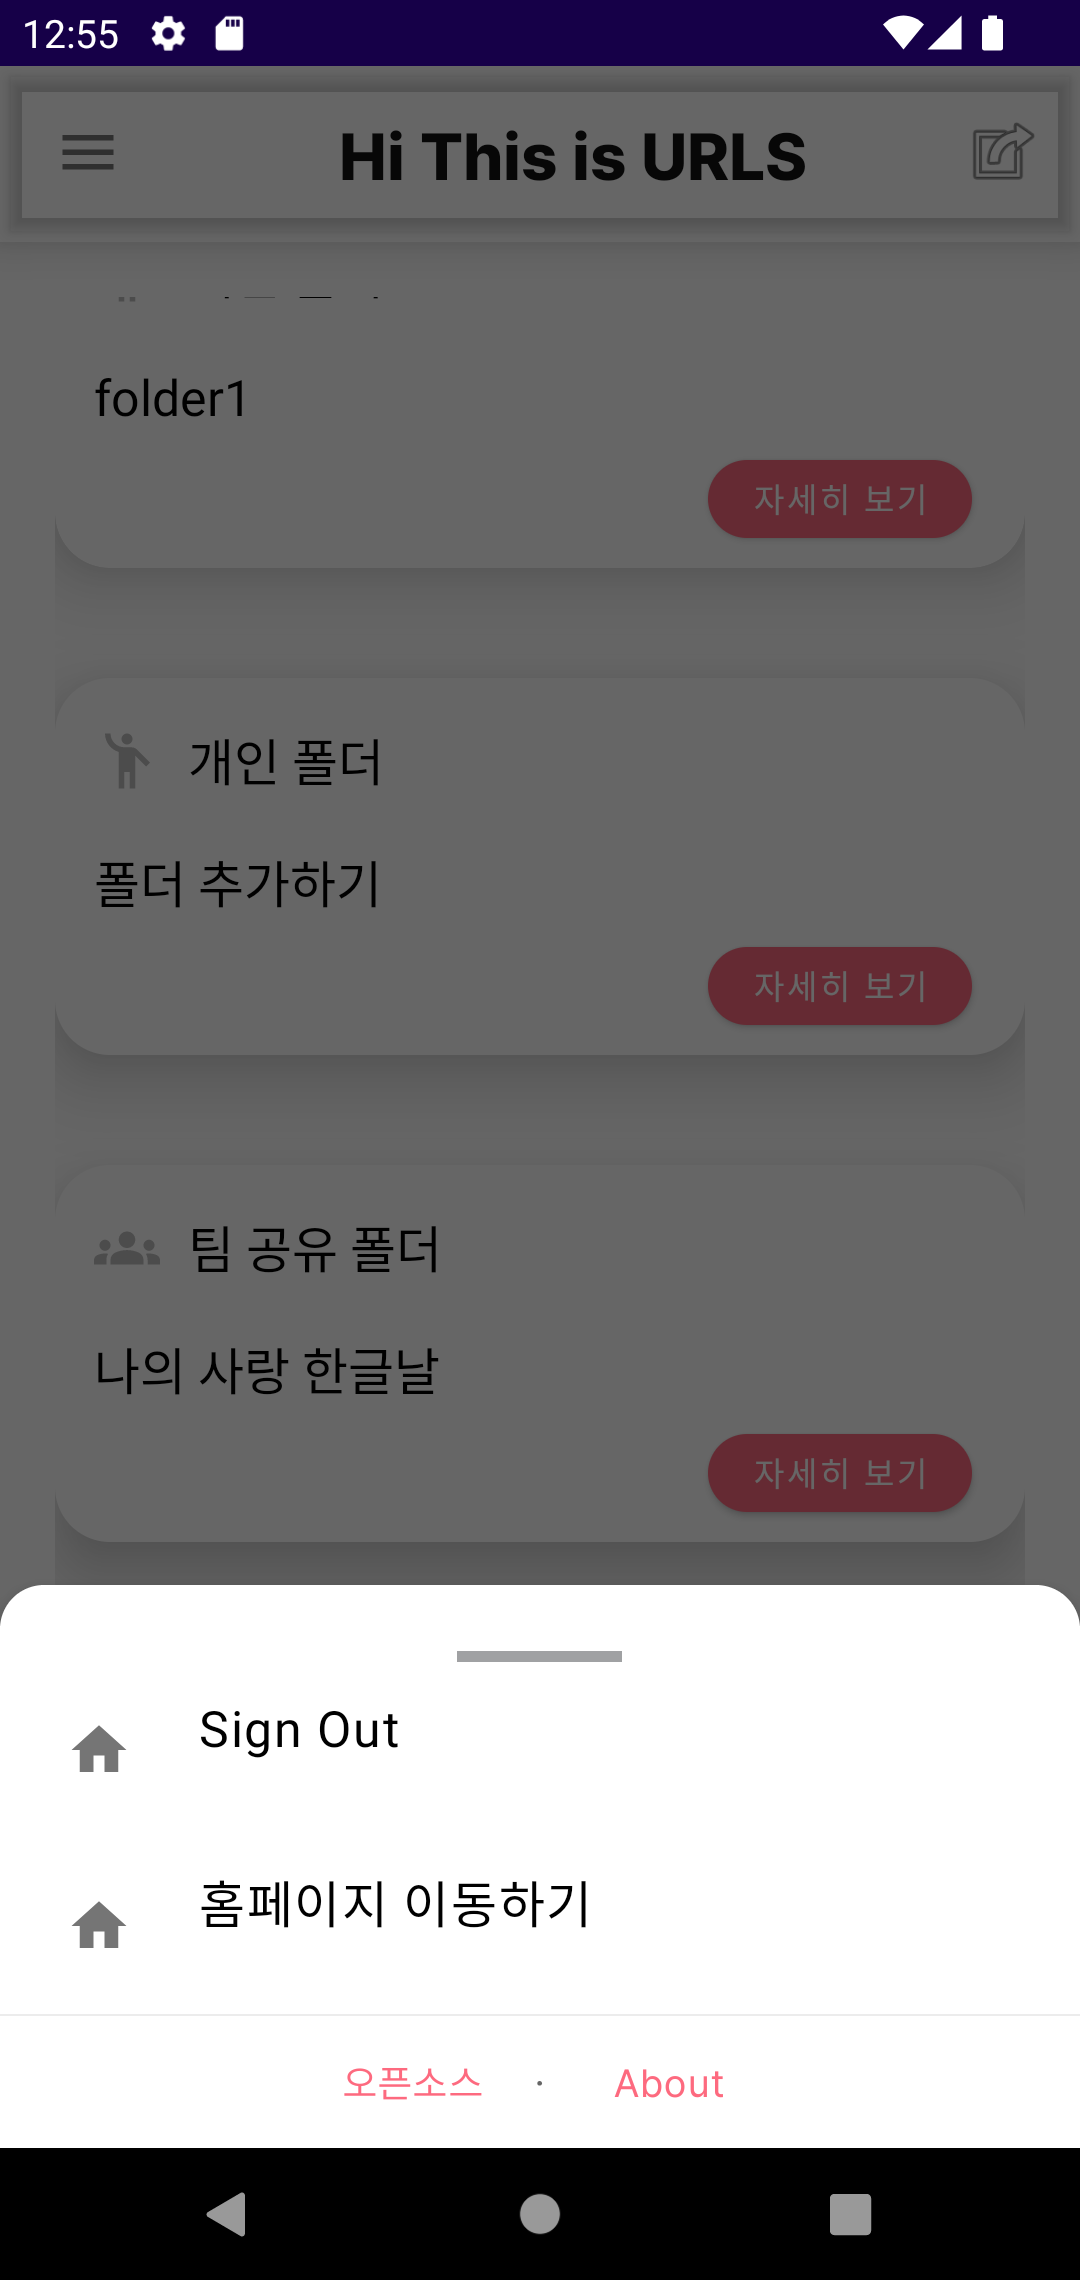 12:55
Hi This is URLS
folder1
자세히 보기
개인 폴더
폴더 추가하기
자세히 보기
팀 공유 폴더
나의 사랑 한글날
자세히 보기
Sign Out
홈페이지 이동하기
오픈소스 · About